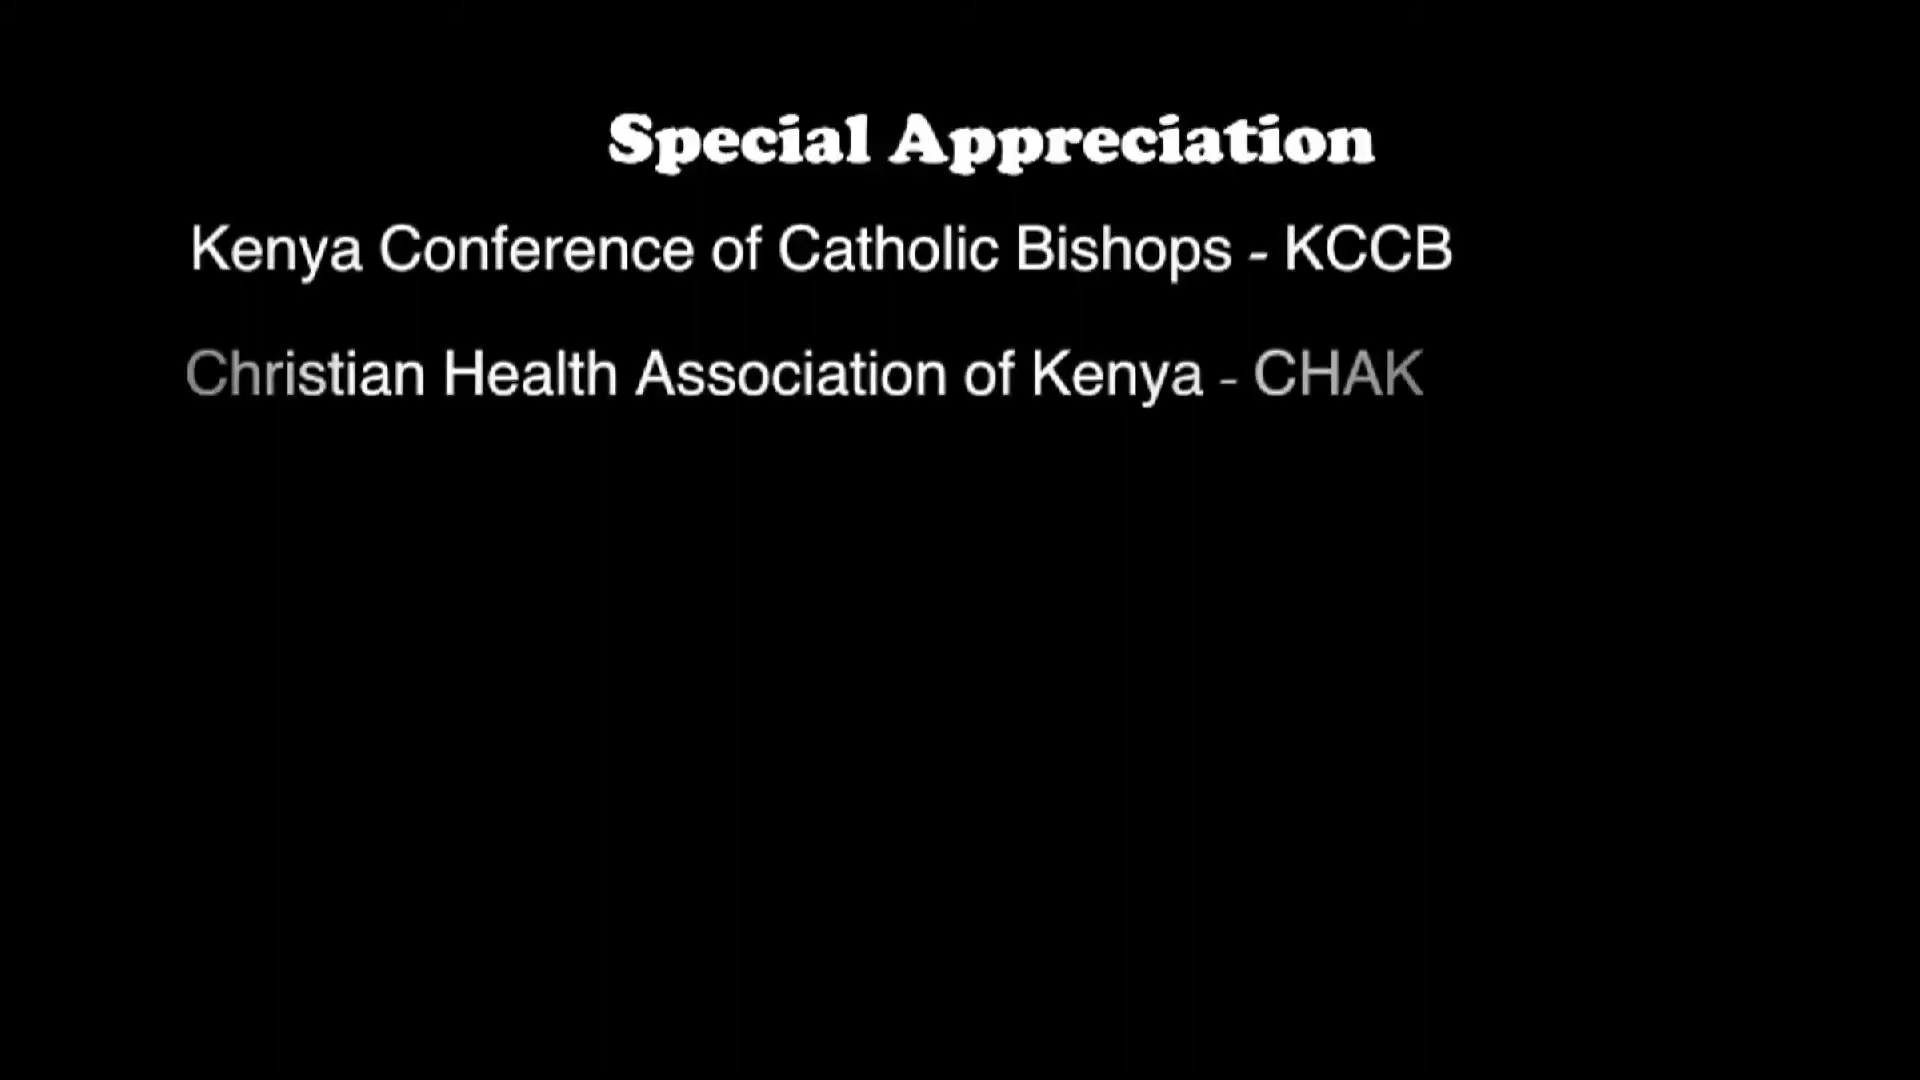 Special Appreciation
Kenya Conference of Catholic Bishops - KCCB
Christian Health Association of Kenya - CHAK